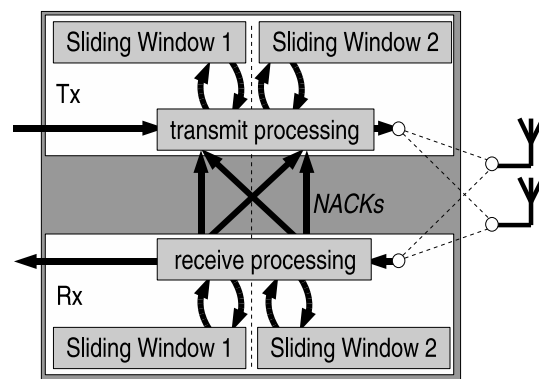 Sliding Window 1
Sliding Window 2
Tx
transmit processing
NACKs
receive processing
Rx
Sliding Window 1
Sliding Window 2